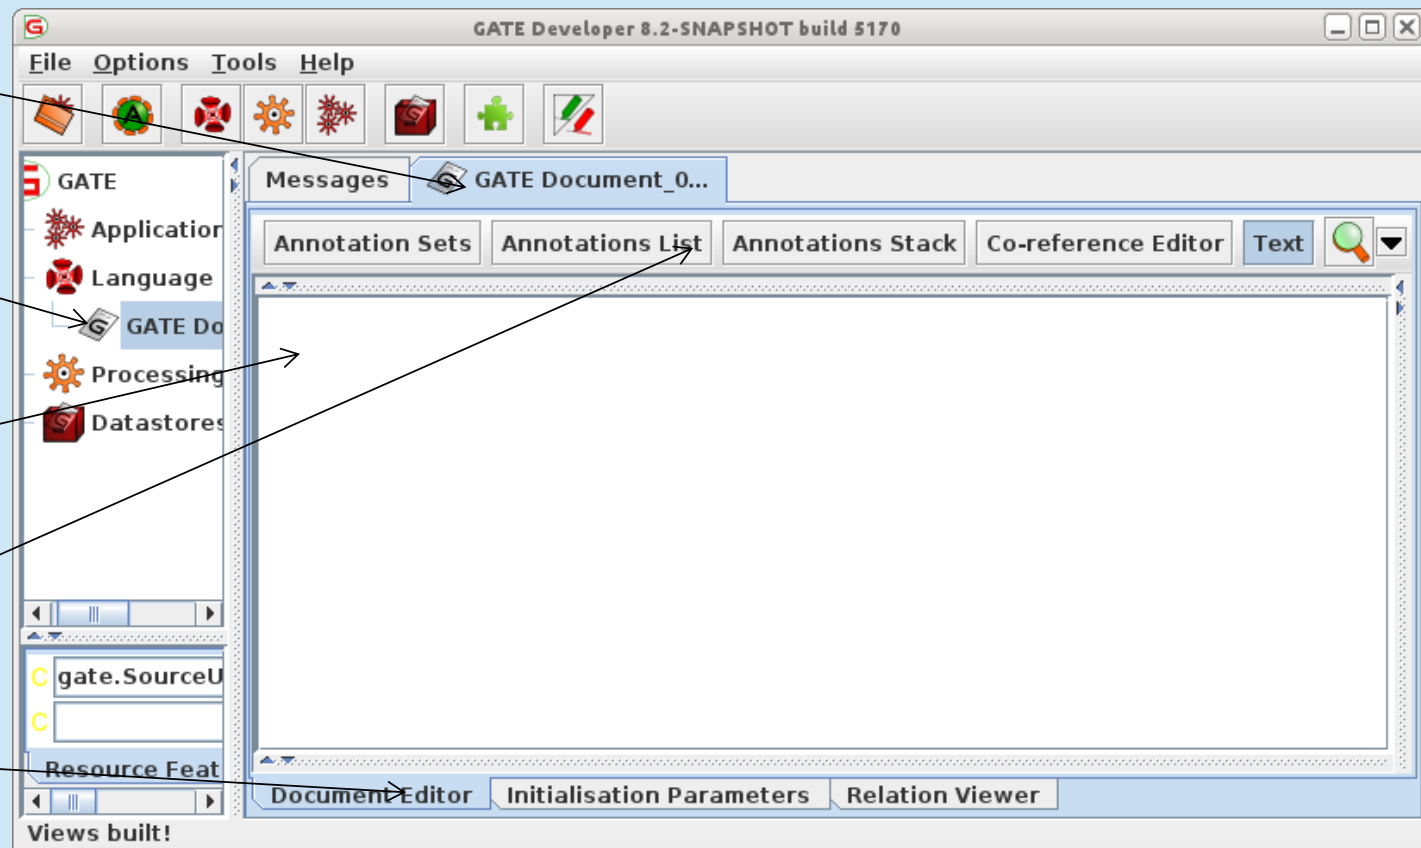 GATE Developer 8.2-SNAPSHOT build 5170
File Options Tools Help
A
GATE
Messages
GATE Document_0...
Application
Annotation Sets
Annotations List
Annotations Stack
Co-reference Editor
Text
Language
GATE Do
Processing
Datastores
C gate.SourceU
C
Resource Feat
Document Editor
Initialisation Parameters
Relation Viewer
Views built!